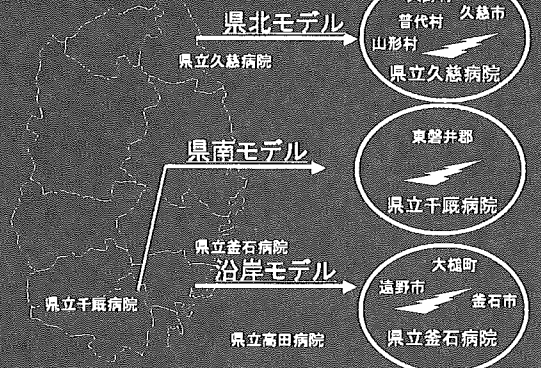 県北モデル
県立久慈病院
久慈市
普代村
山形村
県立久慈病院
県南モデル
東磐井郡
県立千厩病院
県立釜石病院
沿岸モデル
県立千厩病院
県立高田病院
大槌町
遠野市
釜石市
県立釜石病院